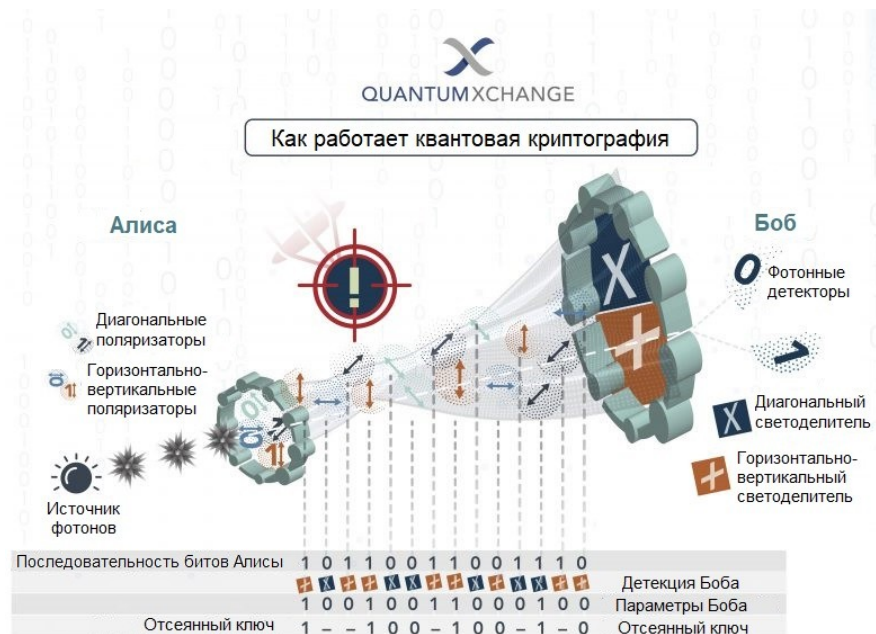 QUANTUMXCHANGE
Как работает квантовая криптография
Алиса
Боб
Фотонные
детекторы
Диагональные
поляризаторы
Горизонтально-
вертикальные
поляризаторы
Диагональный
светоделитель
Горизонтально-
вертикальный
светоделитель
Источник
фотонов
Последовательность битов Алисы 1 0 1 1 0 0 1 1 0 0 1 1 1 0
Детекция Боба
1 0 0 1 0 0 1 1 0 0 0 1 0 0 Параметры Боба
Отсеянный ключ 1 – – 1 0 0 – 1 0 0 – 1 – 0 Отсеянный ключ